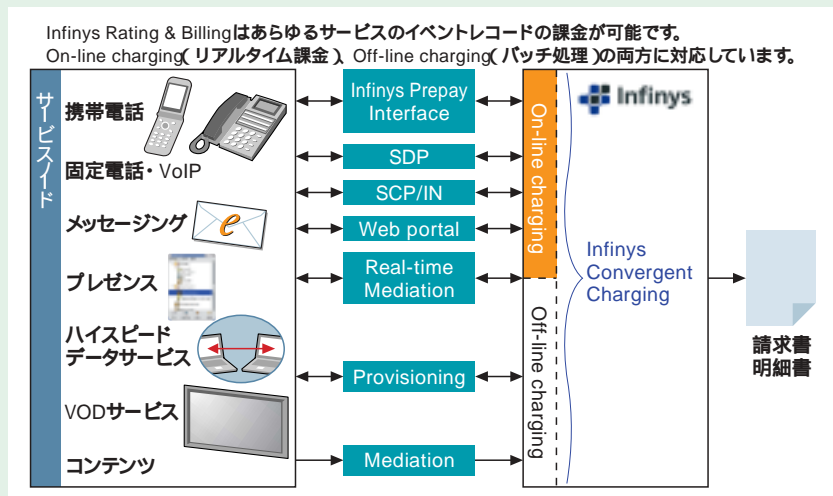 Infinys Rating & Billingはあらゆるサービスのイベントレコードの課金が可能です。
On-line charging(リアルタイム課金)、Off-line charging(バッチ処理)の両方に対応しています。
サービスノード
携帯電話
固定電話・VoIP
メッセージング
e
プレゼンス
ハイスピード
データサービス
VODサービス
コンテンツ
Infinys Prepay
Interface
SDP
SCP/IN
Web portal
Real-time
Mediation
Provisioning
Mediation
On-line charging
Off-line charging
Infinys
Infinys
Convergent
Charging
請求書
明細書